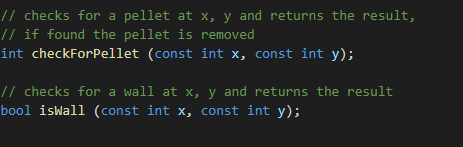 // checks for a pellet at x, y and returns the result,
// if found the pellet is removed
int checkForPellet (const int x, const int y);
// checks for a wall at x, y and returns the result
bool isWall (const int x, const int y);